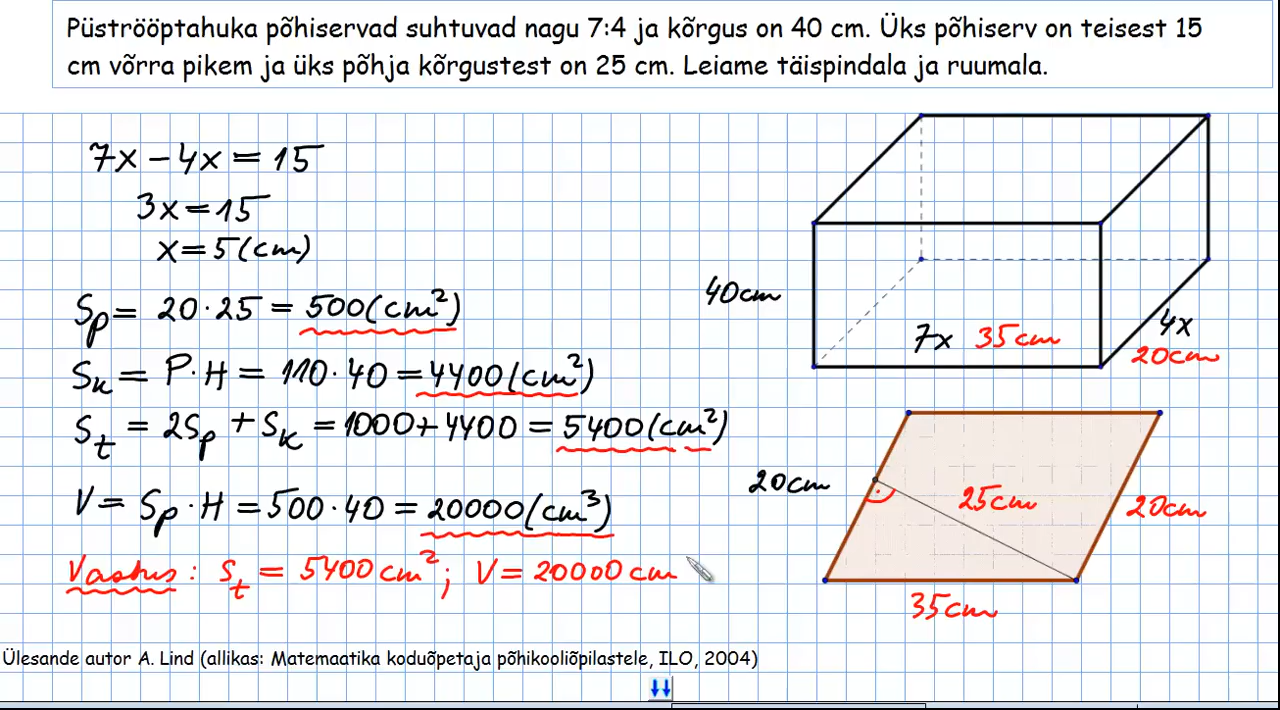 Püströöptahuka põhiservad suhtuvad nagu 7:4 ja kõrgus on 40 cm. Üks põhiserv on teisest 15
cm võrra pikem ja üks põhja kõrgustest on 25 cm. Leiame täispindala ja ruumala.
7x - 4x = 15
3x = 15
x = 5 (cm)
Sp = 20 · 25 = 500 (cm²)
Sk = P · H = 110 · 40 = 4400 (cm²)
St = 2Sp + Sk = 1000 + 4400 = 5400 (cm²)
V = Sp · H = 500 · 40 = 20000 (cm³)
Vastus: St = 5400 cm²; V = 20000 cm
40cm
7x 35cm
4x
20cm
20cm
25cm
20cm
35cm
Ülesande autor A. Lind (allikas: Matemaatika koduõpetaja põhikooliõpilastele, ILO, 2004)